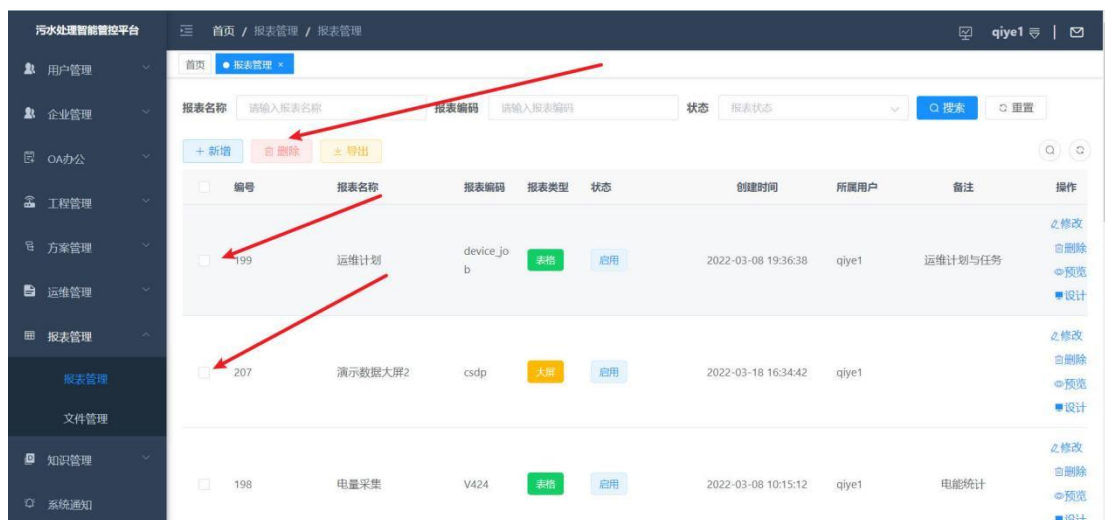 污水处理智能管控平台
首页 / 报表管理 / 报表管理
qiye1
用户管理
企业管理
OA办公
工程管理
方案管理
运维管理
报表管理
报表管理
文件管理
知识管理
系统通知
首页 报表管理 ×
报表名称 请输入报表名称 报表编码 请输入报表编码 状态 报表状态 搜索 重置
+ 新增 删除 导出
编号 报表名称 报表编码 报表类型 状态 创建时间 所属用户 备注 操作
199 运维计划 device_jo
b 表格 启用 2022-03-08 19:36:38 qiye1 运维计划与任务
修改
删除
预览
设计
207 演示数据大屏2 csdp 大屏 启用 2022-03-18 16:34:42 qiye1
修改
删除
预览
设计
198 电量采集 V424 表格 启用 2022-03-08 10:15:12 qiye1 电能统计
修改
删除
预览
设计